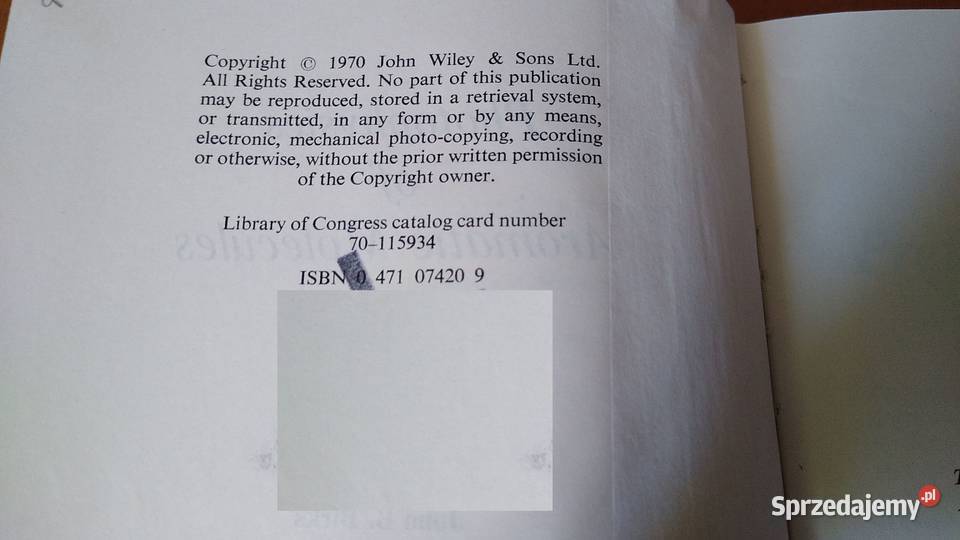 Copyright © 1970 John Wiley & Sons Ltd.
All Rights Reserved. No part of this publication
may be reproduced, stored in a retrieval system,
or transmitted, in any form or by any means,
electronic, mechanical photo-copying, recording
or otherwise, without the prior written permission
of the Copyright owner.
Library of Congress catalog card number
70–115934
ISBN 0 471 07420 9
Sprzedajemy.pl